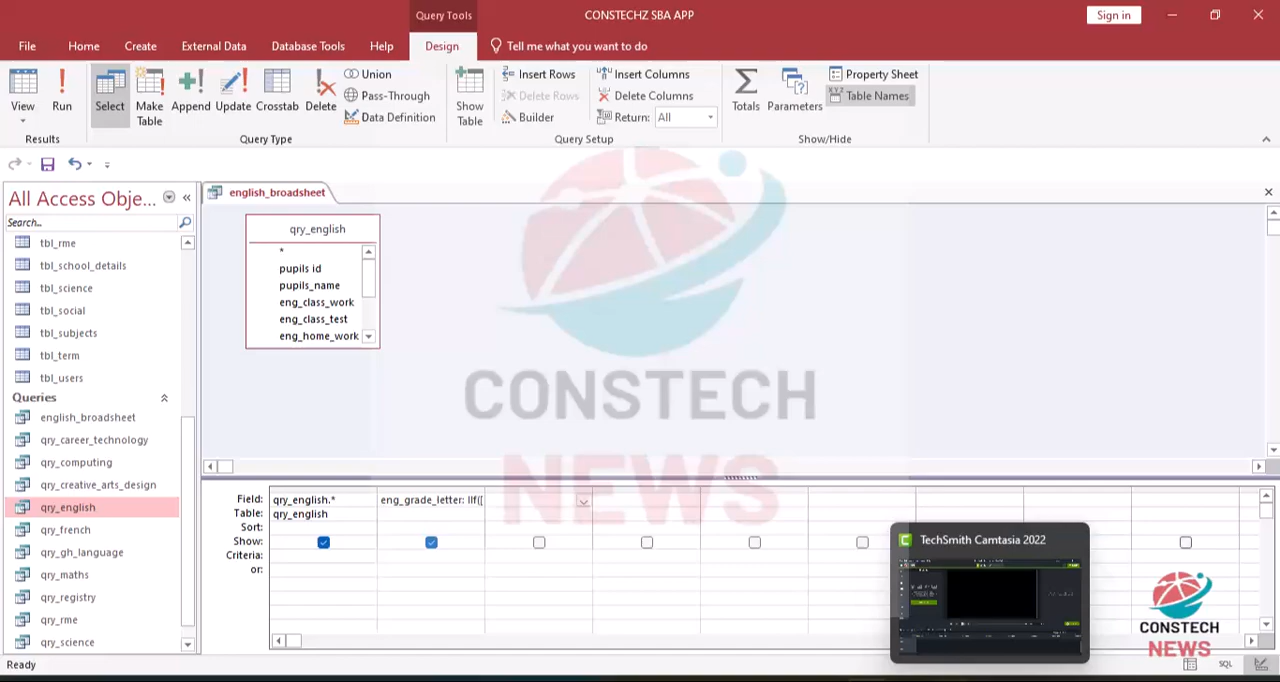 Query Tools
CONSTECHZ SBA APP
Sign in
File
Home
Create
External Data
Database Tools
Help
Design
Tell me what you want to do
View
Run
Select
Make Table
Append
Update
Crosstab
Delete
Union
Pass-Through
Data Definition
Show Table
Insert Rows
Delete Rows
Builder
Insert Columns
Delete Columns
Return: All
Totals
Parameters
Property Sheet
Table Names
Results
Query Type
Query Setup
Show/Hide
All Access Obje...
Search...
tbl_rme
tbl_school_details
tbl_science
tbl_social
tbl_subjects
tbl_term
tbl_users
Queries
english_broadsheet
qry_career_technology
qry_computing
qry_creative_arts_design
qry_english
qry_french
qry_gh_language
qry_maths
qry_registry
qry_rme
qry_science
english_broadsheet
qry_english
*
pupils id
pupils_name
eng_class_work
eng_class_test
eng_home_work
CONSTECH
NEWS
Field: qry_english.* eng_grade_letter: IIf([
Table: qry_english
Sort:
Show:
Criteria:
or:
TechSmith Camtasia 2022
CONSTECH
NEWS
Ready
SQL